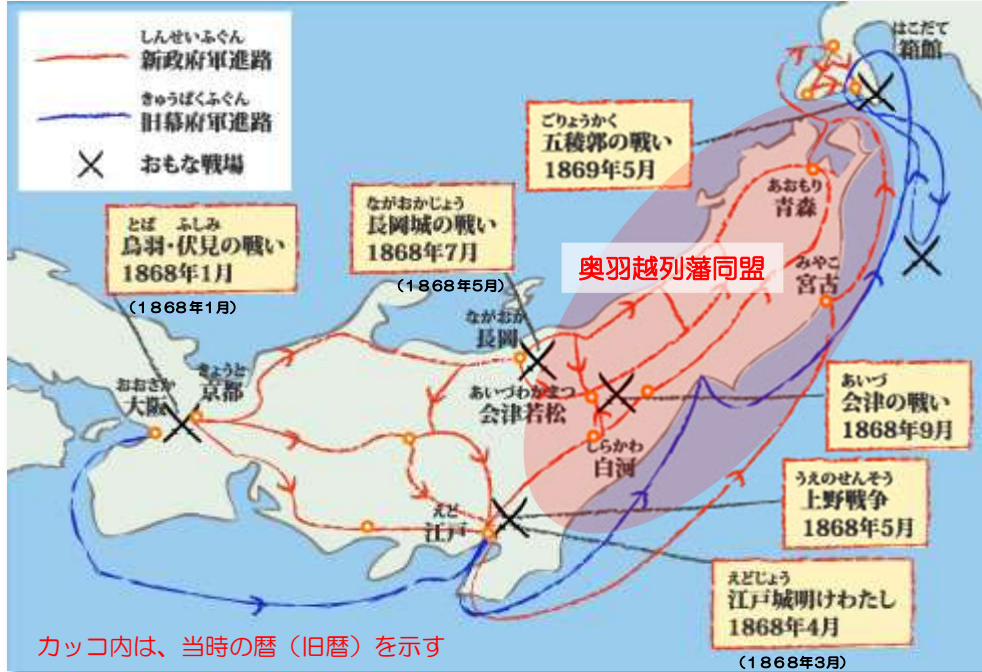 しんせいふぐん
新政府軍進路
きゅうばくふぐん
旧幕府軍進路
おもな戦場
はこだて
箱館
ごりょうかく
五稜郭の戦い
1869年5月
あおもり
青森
ながおかじょう
長岡城の戦い
1868年7月
(1868年5月)
とば ふしみ
鳥羽・伏見の戦い
1868年1月
(1868年1月)
奥羽越列藩同盟
みやこ
宮古
ながおか
長岡
きょうと
京都
おおさか
大阪
あいづわかまつ
会津若松
あいづ
会津の戦い
1868年9月
しらかわ
白河
うえのせんそう
上野戦争
1868年5月
えど
江戸
えどじょう
江戸城明けわたし
1868年4月
(1868年3月)
カッコ内は、当時の暦（旧暦）を示す